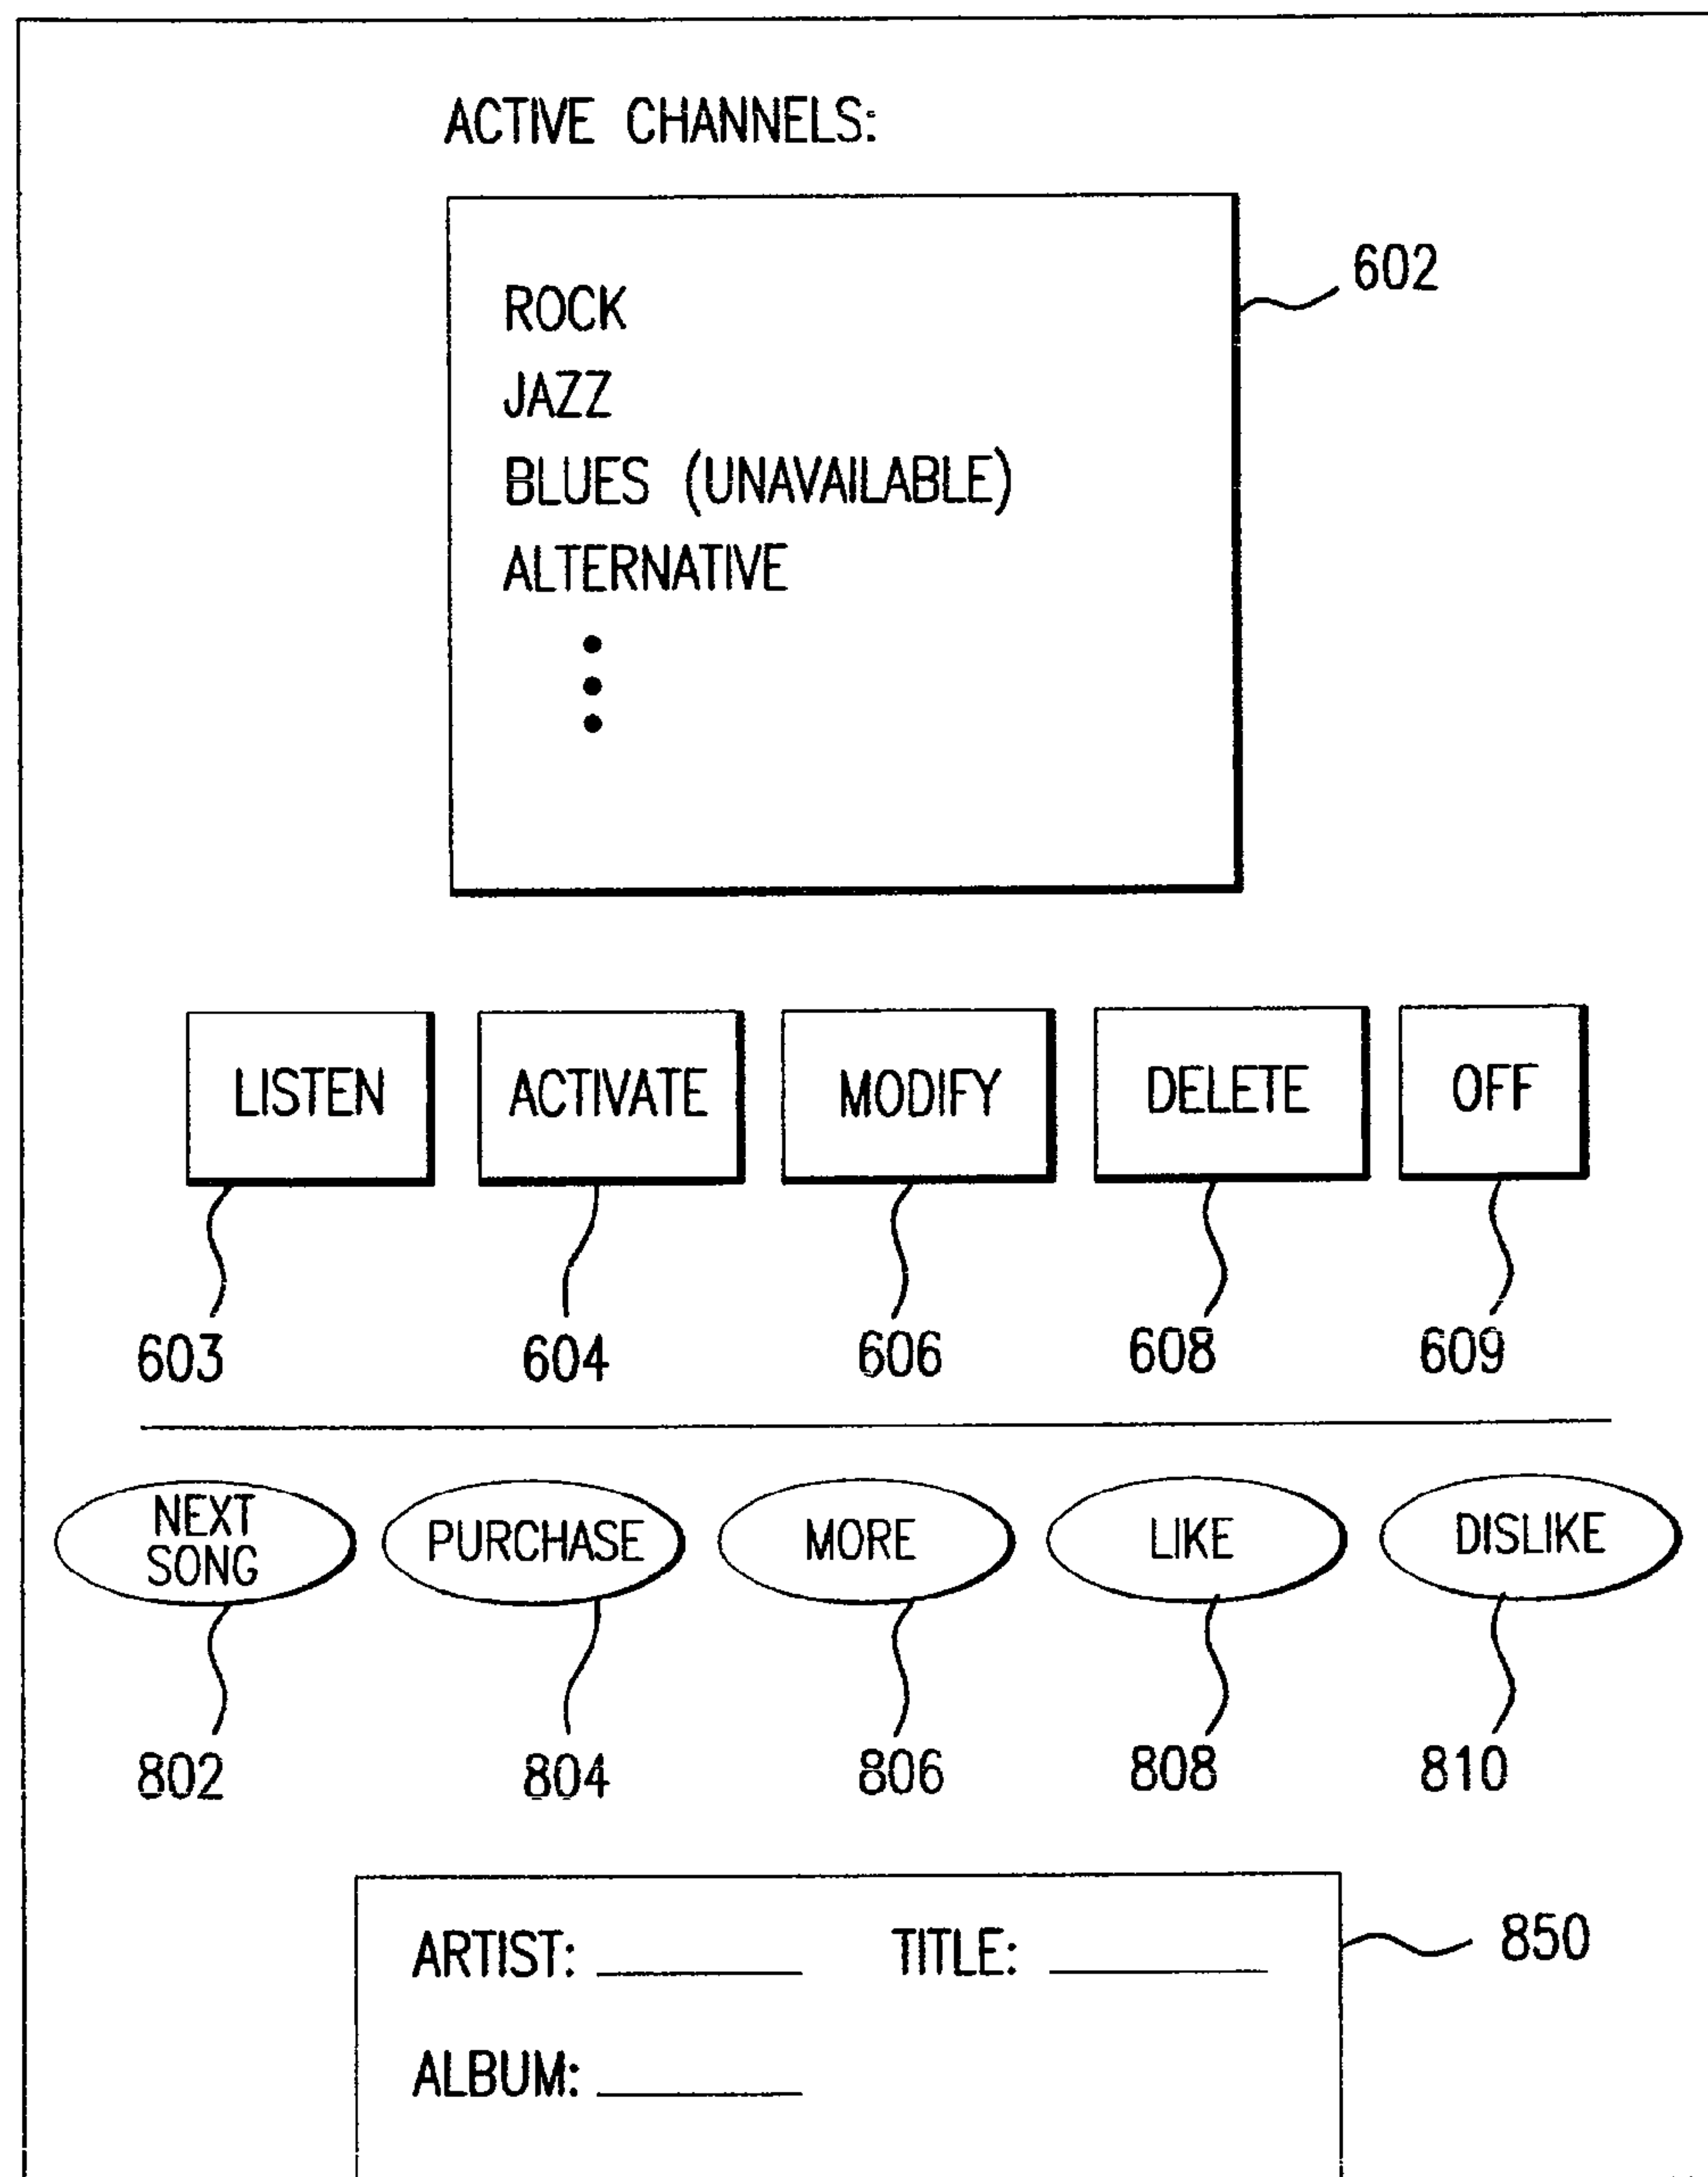 ACTIVE CHANNELS:
602
ROCK
JAZZ
BLUES (UNAVAILABLE)
ALTERNATIVE
LISTEN ACTIVATE MODIFY DELETE OFF
603 604 606 608 609
NEXT SONG PURCHASE MORE LIKE DISLIKE
802 804 806 808 810
ARTIST: TITLE: 850
ALBUM: